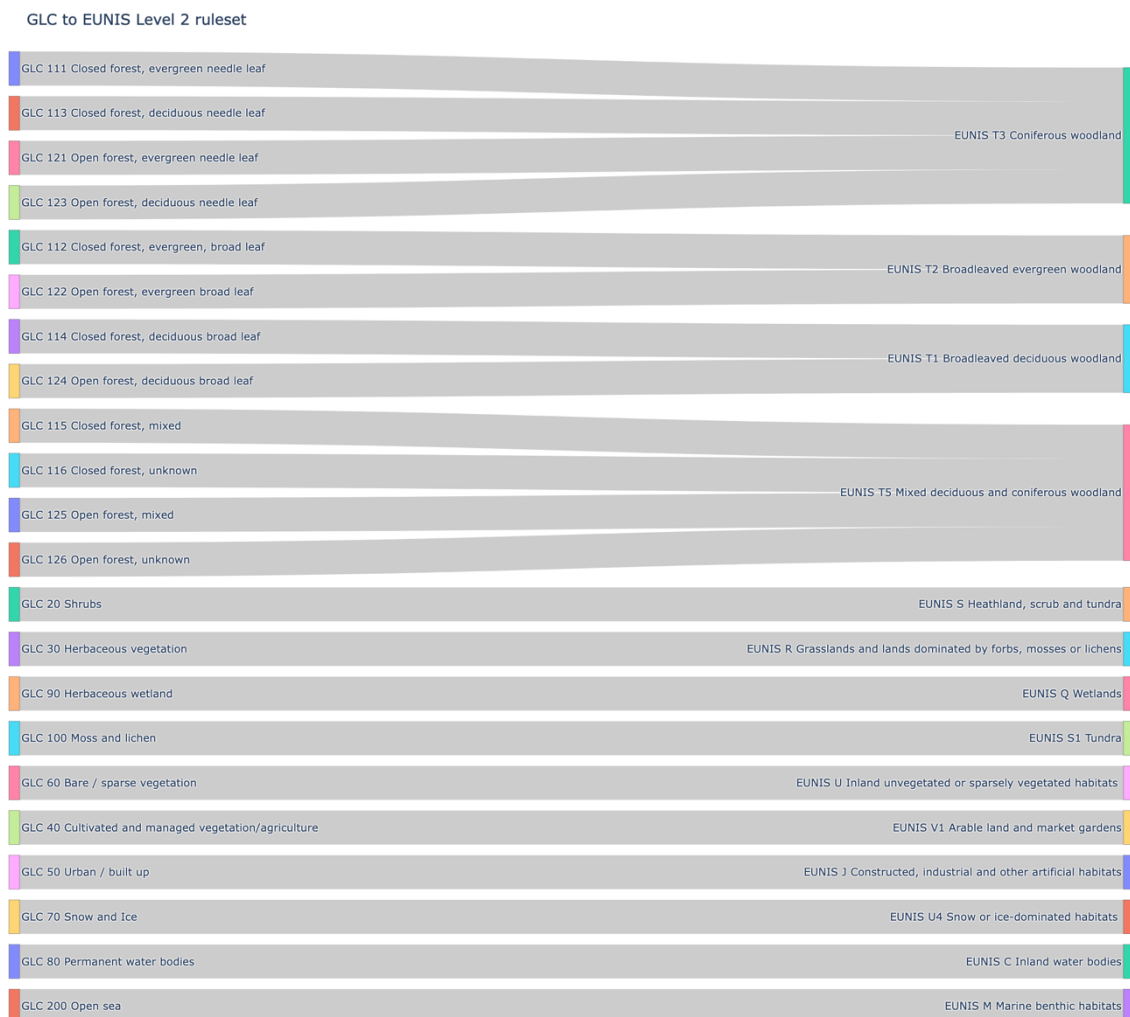 GLC to EUNIS Level 2 ruleset
GLC 111 Closed forest, evergreen needle leaf
GLC 113 Closed forest, deciduous needle leaf
EUNIS T3 Coniferous woodland
GLC 121 Open forest, evergreen needle leaf
GLC 123 Open forest, deciduous needle leaf
GLC 112 Closed forest, evergreen, broad leaf
EUNIS T2 Broadleaved evergreen woodland
GLC 122 Open forest, evergreen broad leaf
GLC 114 Closed forest, deciduous broad leaf
EUNIS T1 Broadleaved deciduous woodland
GLC 124 Open forest, deciduous broad leaf
GLC 115 Closed forest, mixed
GLC 116 Closed forest, unknown
EUNIS T5 Mixed deciduous and coniferous woodland
GLC 125 Open forest, mixed
GLC 126 Open forest, unknown
GLC 20 Shrubs
EUNIS S Heathland, scrub and tundra
GLC 30 Herbaceous vegetation
EUNIS R Grasslands and lands dominated by forbs, mosses or lichens
GLC 90 Herbaceous wetland
EUNIS Q Wetlands
GLC 100 Moss and lichen
EUNIS S1 Tundra
GLC 60 Bare / sparse vegetation
EUNIS U Inland unvegetated or sparsely vegetated habitats
GLC 40 Cultivated and managed vegetation/agriculture
EUNIS V1 Arable land and market gardens
GLC 50 Urban / built up
EUNIS J Constructed, industrial and other artificial habitats
GLC 70 Snow and Ice
EUNIS U4 Snow or ice-dominated habitats
GLC 80 Permanent water bodies
EUNIS C Inland water bodies
GLC 200 Open sea
EUNIS M Marine benthic habitats